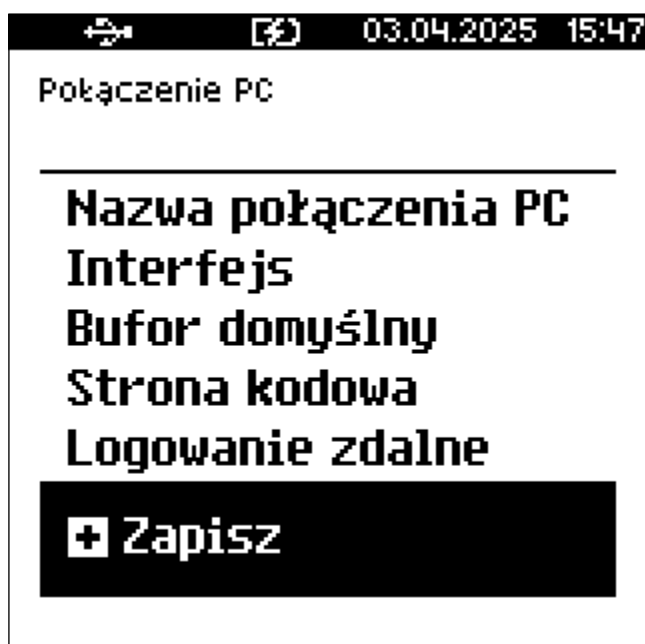 03.04.2025 15:47
Połączenie PC
Nazwa połączenia PC
Interfejs
Bufor domyślny
Strona kodowa
Logowanie zdalne
+ Zapisz